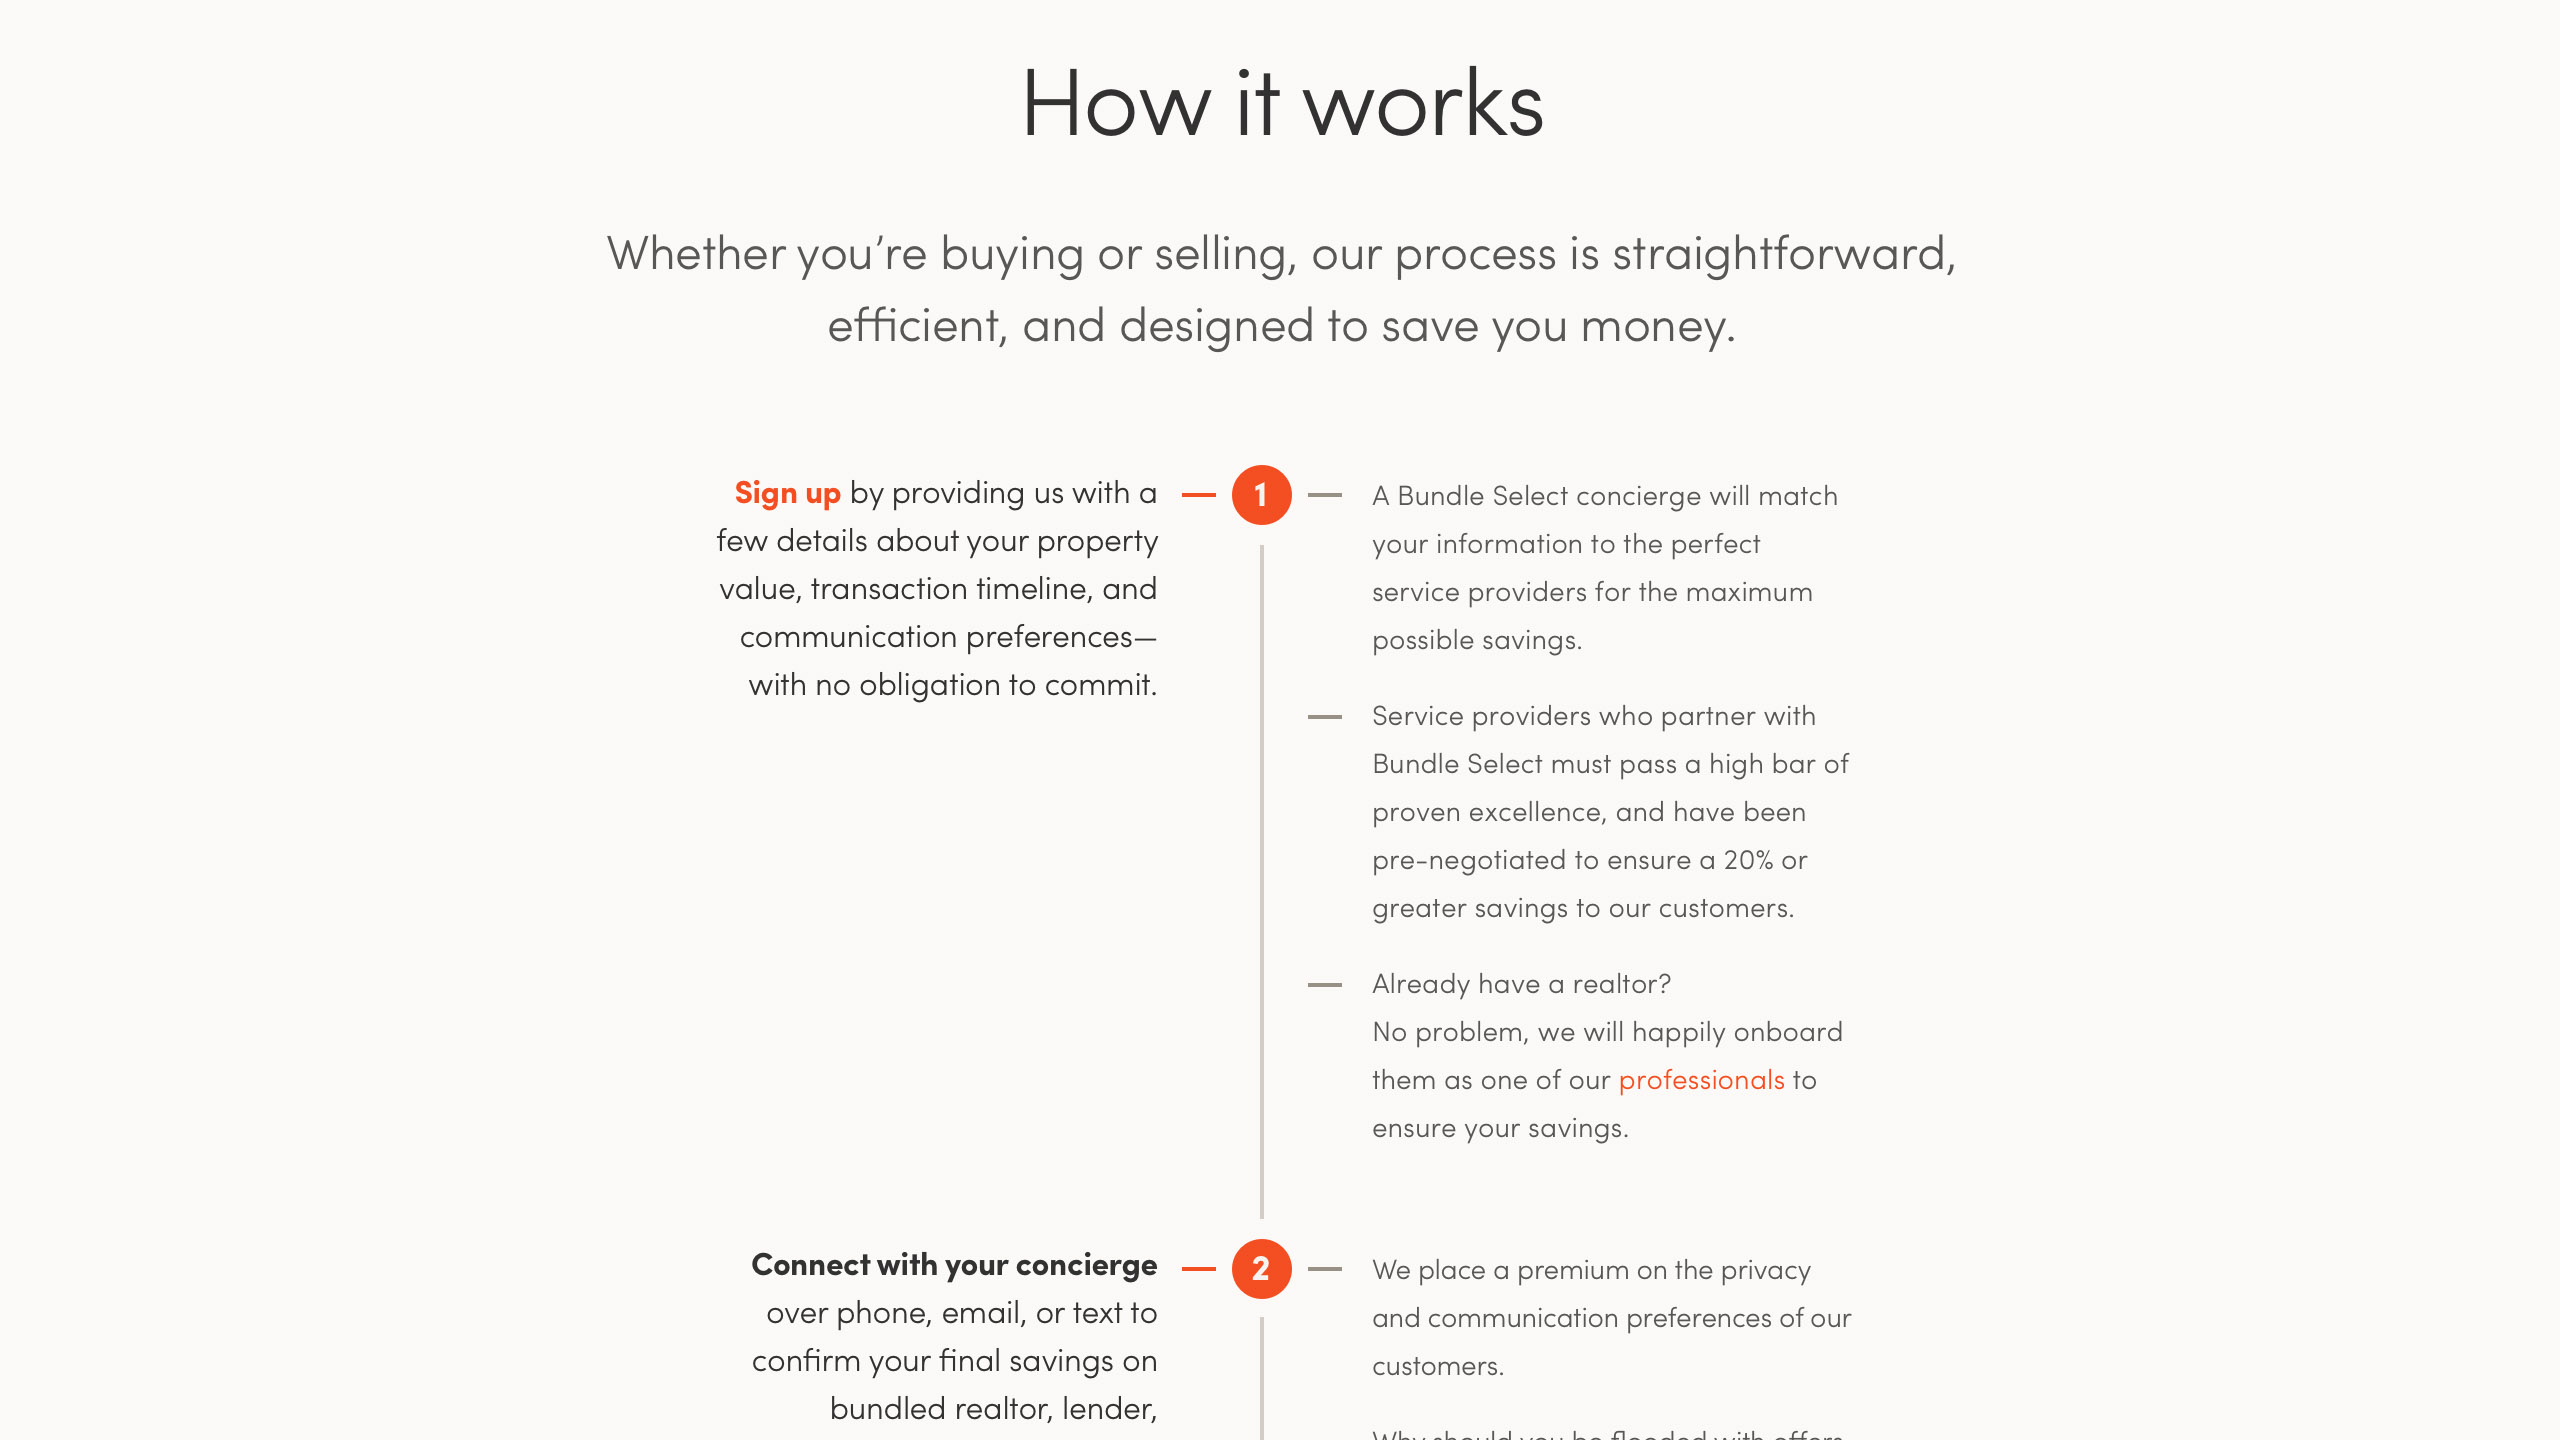 How it works
Whether you’re buying or selling, our process is straightforward,
efficient, and designed to save you money.
Sign up by providing us with a
few details about your property
value, transaction timeline, and
communication preferences—
with no obligation to commit.
1
A Bundle Select concierge will match
your information to the perfect
service providers for the maximum
possible savings.
Service providers who partner with
Bundle Select must pass a high bar of
proven excellence, and have been
pre-negotiated to ensure a 20% or
greater savings to our customers.
Already have a realtor?
No problem, we will happily onboard
them as one of our professionals to
ensure your savings.
Connect with your concierge
over phone, email, or text to
confirm your final savings on
bundled realtor, lender,
2
We place a premium on the privacy
and communication preferences of our
customers.
Why should you be flooded with offers